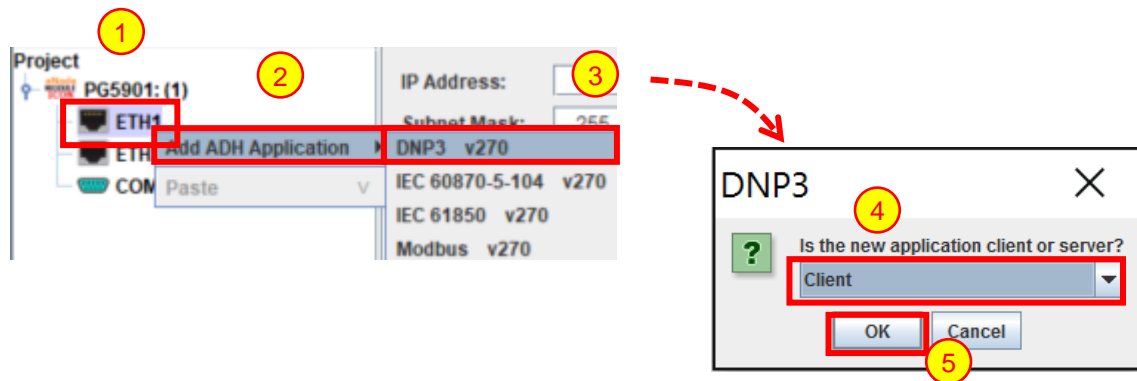 1
2
3
Project
PG5901: (1)
ETH1
ETH
COM
Add ADH Application
Paste V
IP Address:
Subnet Mask: 255
DNP3 v270
IEC 60870-5-104 v270
IEC 61850 v270
Modbus v270
DNP3
4
Is the new application client or server?
Client
OK Cancel
5